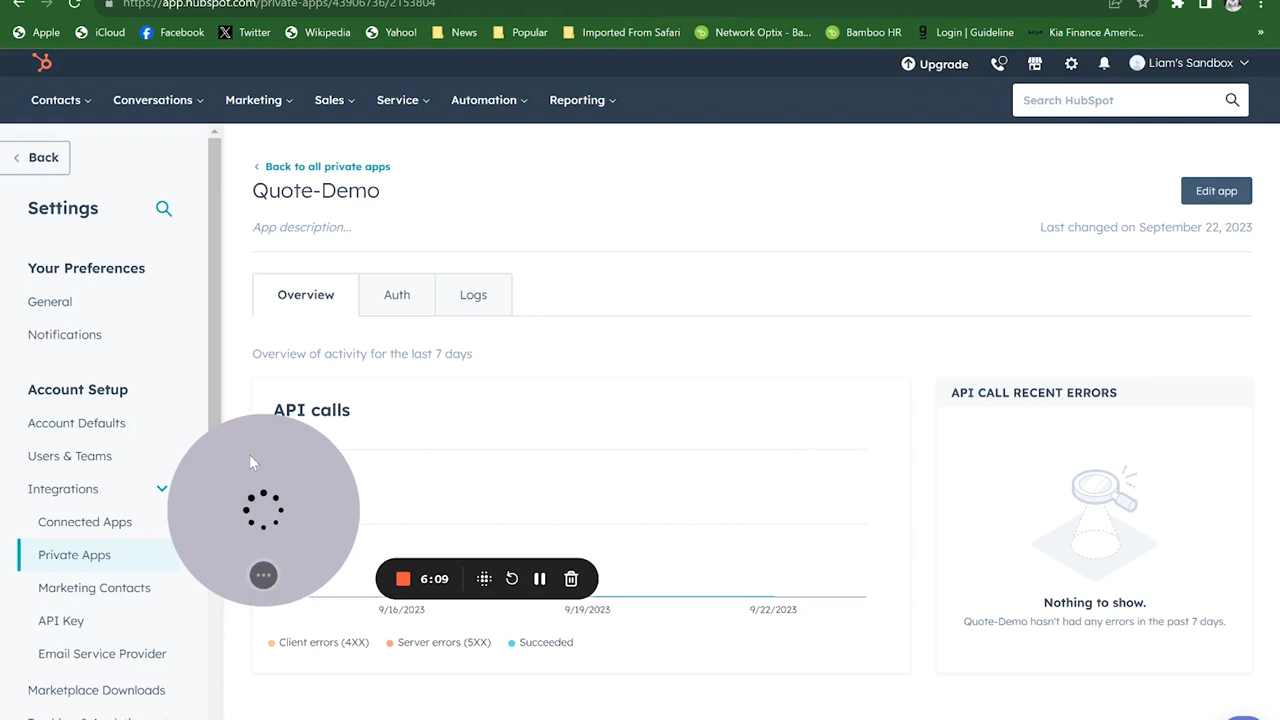 https://app.hubspot.com/private-apps/43906736/2153804
Apple
iCloud
Facebook
Twitter
Wikipedia
Yahoo!
News
Popular
Imported From Safari
Network Optix - Ba...
Bamboo HR
Login | Guideline
Kia Finance Americ...
»
Upgrade
Liam's Sandbox
Contacts
Conversations
Marketing
Sales
Service
Automation
Reporting
Search HubSpot
Back
Settings
Your Preferences
General
Notifications
Account Setup
Account Defaults
Users & Teams
Integrations
Connected Apps
Private Apps
Marketing Contacts
API Key
Email Service Provider
Marketplace Downloads
Back to all private apps
Quote-Demo
Edit app
App description...
Last changed on September 22, 2023
Overview
Auth
Logs
Overview of activity for the last 7 days
API calls
6:09
9/16/2023
9/19/2023
9/22/2023
Client errors (4XX)
Server errors (5XX)
Succeeded
API CALL RECENT ERRORS
Nothing to show.
Quote-Demo hasn't had any errors in the past 7 days.